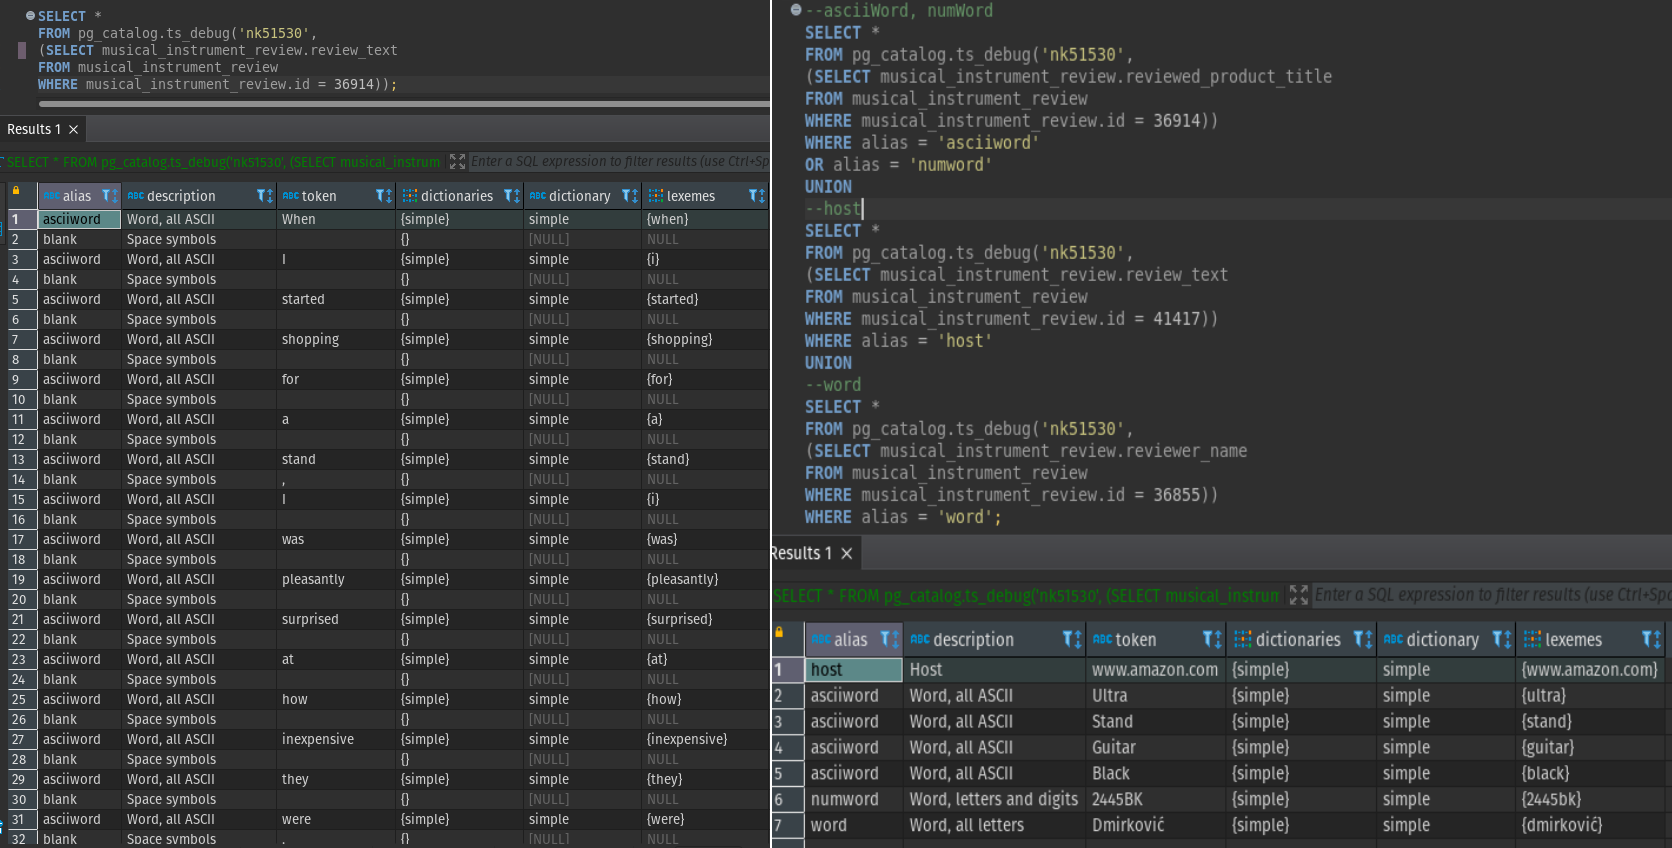 SELECT *
FROM pg_catalog.ts_debug('nk51530',
(SELECT musical_instrument_review.review_text
FROM musical_instrument_review
WHERE musical_instrument_review.id = 36914));
Results 1 ×
SELECT * FROM pg_catalog.ts_debug('nk51530', (SELECT musical_instrum
Enter a SQL expression to filter results (use Ctrl+Sp
ABC alias ABC description ABC token dictionaries ABC dictionary lexemes
1 asciiword Word, all ASCII When {simple} simple {when}
2 blank Space symbols {} [NULL] NULL
3 asciiword Word, all ASCII I {simple} simple {i}
4 blank Space symbols {} [NULL] NULL
5 asciiword Word, all ASCII started {simple} simple {started}
6 blank Space symbols {} [NULL] NULL
7 asciiword Word, all ASCII shopping {simple} simple {shopping}
8 blank Space symbols {} [NULL] NULL
9 asciiword Word, all ASCII for {simple} simple {for}
10 blank Space symbols {} [NULL] NULL
11 asciiword Word, all ASCII a {simple} simple {a}
12 blank Space symbols {} [NULL] NULL
13 asciiword Word, all ASCII stand {simple} simple {stand}
14 blank Space symbols , {} [NULL] NULL
15 asciiword Word, all ASCII I {simple} simple {i}
16 blank Space symbols {} [NULL] NULL
17 asciiword Word, all ASCII was {simple} simple {was}
18 blank Space symbols {} [NULL] NULL
19 asciiword Word, all ASCII pleasantly {simple} simple {pleasantly}
20 blank Space symbols {} [NULL] NULL
21 asciiword Word, all ASCII surprised {simple} simple {surprised}
22 blank Space symbols {} [NULL] NULL
23 asciiword Word, all ASCII at {simple} simple {at}
24 blank Space symbols {} [NULL] NULL
25 asciiword Word, all ASCII how {simple} simple {how}
26 blank Space symbols {} [NULL] NULL
27 asciiword Word, all ASCII inexpensive {simple} simple {inexpensive}
28 blank Space symbols {} [NULL] NULL
29 asciiword Word, all ASCII they {simple} simple {they}
30 blank Space symbols {} [NULL] NULL
31 asciiword Word, all ASCII were {simple} simple {were}
32 blank Space symbols . {} [NULL] NULL
--asciiWord, numWord
SELECT *
FROM pg_catalog.ts_debug('nk51530',
(SELECT musical_instrument_review.reviewed_product_title
FROM musical_instrument_review
WHERE musical_instrument_review.id = 36914))
WHERE alias = 'asciiword'
OR alias = 'numword'
UNION
--host
SELECT *
FROM pg_catalog.ts_debug('nk51530',
(SELECT musical_instrument_review.review_text
FROM musical_instrument_review
WHERE musical_instrument_review.id = 41417))
WHERE alias = 'host'
UNION
--word
SELECT *
FROM pg_catalog.ts_debug('nk51530',
(SELECT musical_instrument_review.reviewer_name
FROM musical_instrument_review
WHERE musical_instrument_review.id = 36855))
WHERE alias = 'word';
Results 1 ×
SELECT * FROM pg_catalog.ts_debug('nk51530', (SELECT musical_instrum
Enter a SQL expression to filter results (use Ctrl+Spc
ABC alias ABC description ABC token dictionaries ABC dictionary lexemes
1 host Host www.amazon.com {simple} simple {www.amazon.com}
2 asciiword Word, all ASCII Ultra {simple} simple {ultra}
3 asciiword Word, all ASCII Stand {simple} simple {stand}
4 asciiword Word, all ASCII Guitar {simple} simple {guitar}
5 asciiword Word, all ASCII Black {simple} simple {black}
6 numword Word, letters and digits 2445BK {simple} simple {2445bk}
7 word Word, all letters Dmirković {simple} simple {dmirković}